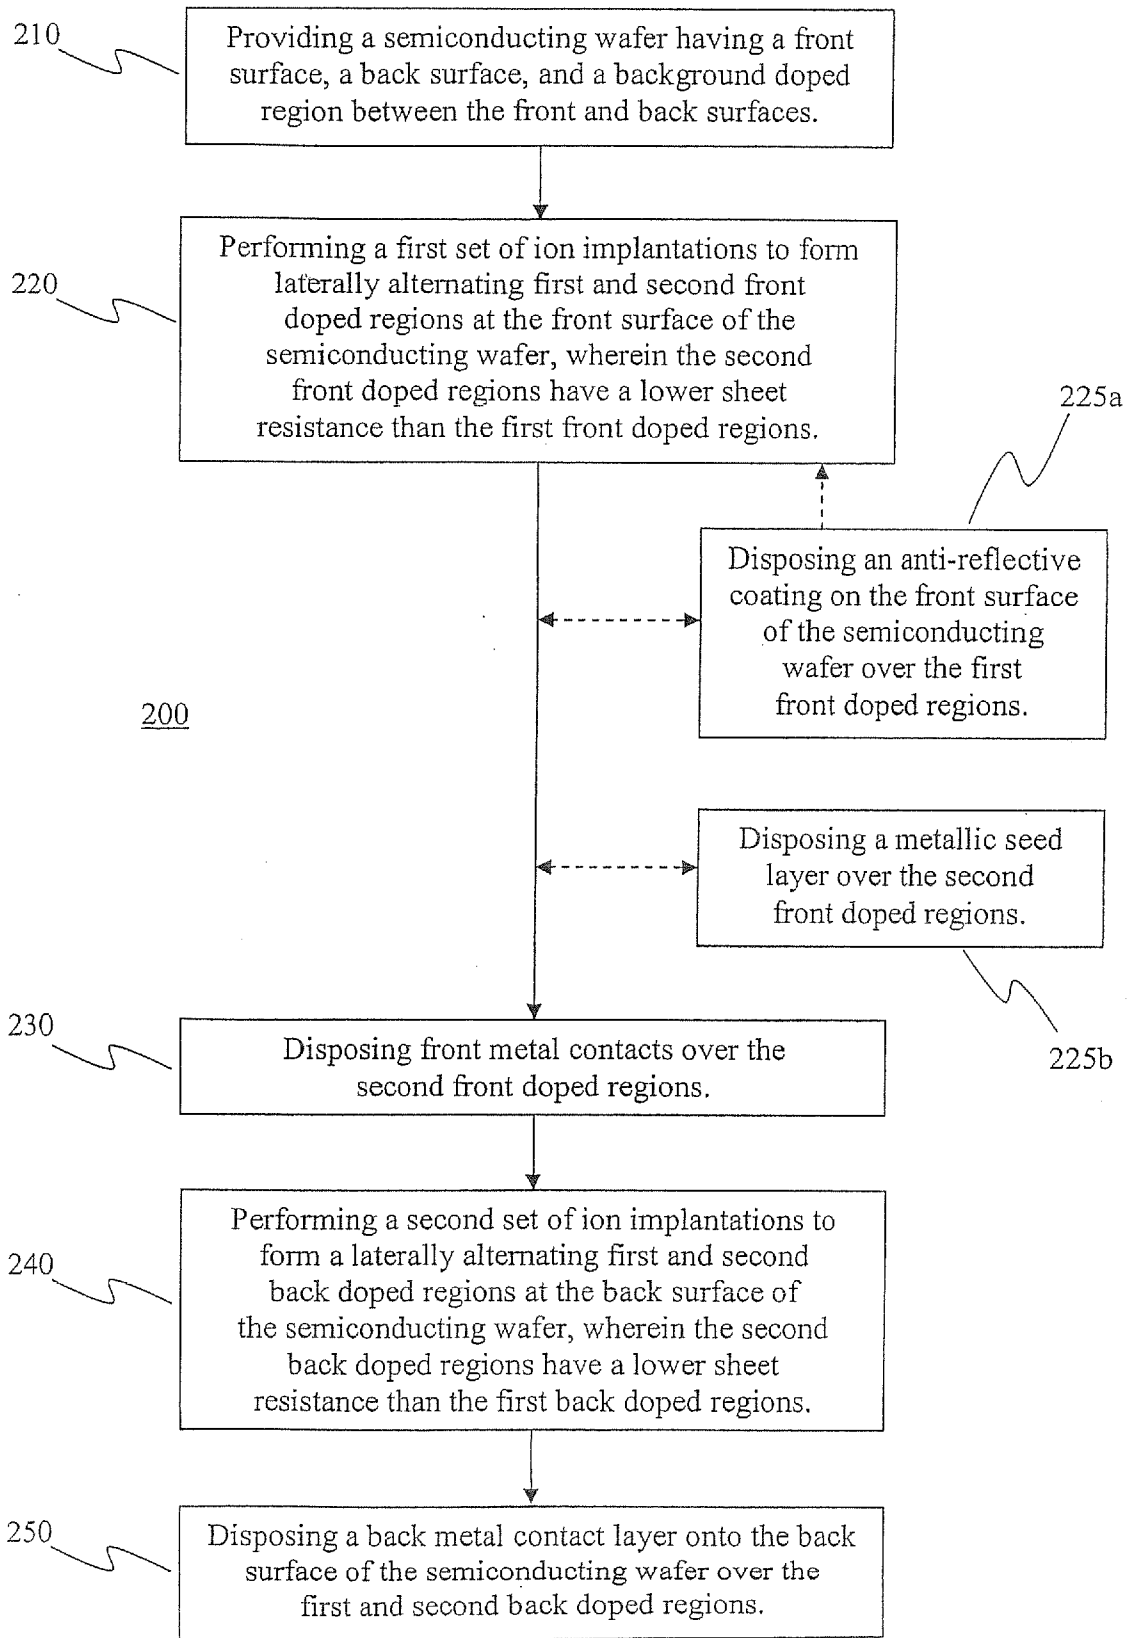 210
Providing a semiconducting wafer having a front
surface, a back surface, and a background doped
region between the front and back surfaces.
220
Performing a first set of ion implantations to form
laterally alternating first and second front
doped regions at the front surface of the
semiconducting wafer, wherein the second
front doped regions have a lower sheet
resistance than the first front doped regions.
225a
Disposing an anti-reflective
coating on the front surface
of the semiconducting
wafer over the first
front doped regions.
200
Disposing a metallic seed
layer over the second
front doped regions.
225b
230
Disposing front metal contacts over the
second front doped regions.
240
Performing a second set of ion implantations to
form a laterally alternating first and second
back doped regions at the back surface of
the semiconducting wafer, wherein the second
back doped regions have a lower sheet
resistance than the first back doped regions.
250
Disposing a back metal contact layer onto the back
surface of the semiconducting wafer over the
first and second back doped regions.